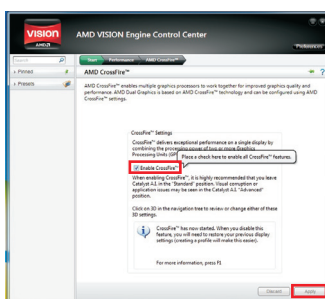 VISION
AMD
AMD VISION Engine Control Center
Preferences
Search
Start
Performance
AMD CrossFire™
Pinned
Presets
AMD CrossFire™
AMD CrossFire™ enables multiple graphics processors to work together for improved graphics quality and
performance. AMD Dual Graphics is based on AMD CrossFire™ technology and can be configured using AMD
CrossFire™ settings.
CrossFire™ Settings
CrossFire™ delivers exceptional performance on a single display by
combining the processing power of two or more Graphics
Processing Units (GP
Place a check here to enable all CrossFire™ features.
Enable CrossFire™
When enabling CrossFire™, it is highly recommended that you leave
Catalyst A.I. in the "Standard" position. Visual corruption or
application issues may be seen in the Catalyst A.I. "Advanced"
position.
Click on 3D in the navigation tree to review or change either of these
3D settings.
CrossFire™ has now started. When you disable this
feature, you will need to restore your previous display
settings (creating a profile will make this easier).
For more information, press F1
Discard
Apply